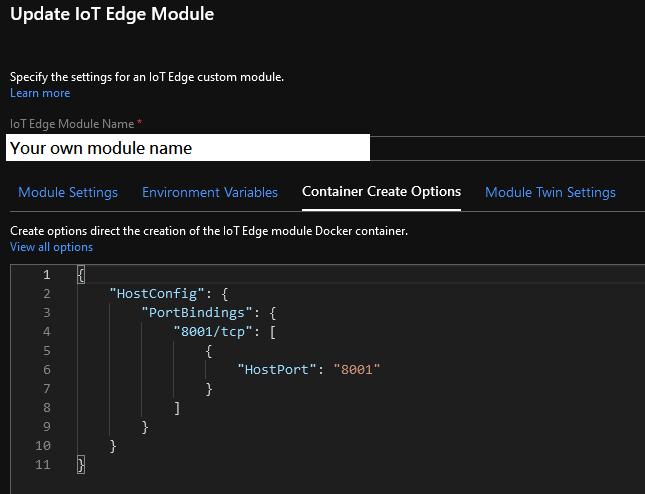 Update IoT Edge Module
Specify the settings for an IoT Edge custom module.
Learn more
IoT Edge Module Name *
Your own module name
Module Settings Environment Variables Container Create Options Module Twin Settings
Create options direct the creation of the IoT Edge module Docker container.
View all options
1 {
2 "HostConfig": {
3 "PortBindings": {
4 "8001/tcp": [
5 {
6 "HostPort": "8001"
7 }
8 ]
9 }
10 }
11 }